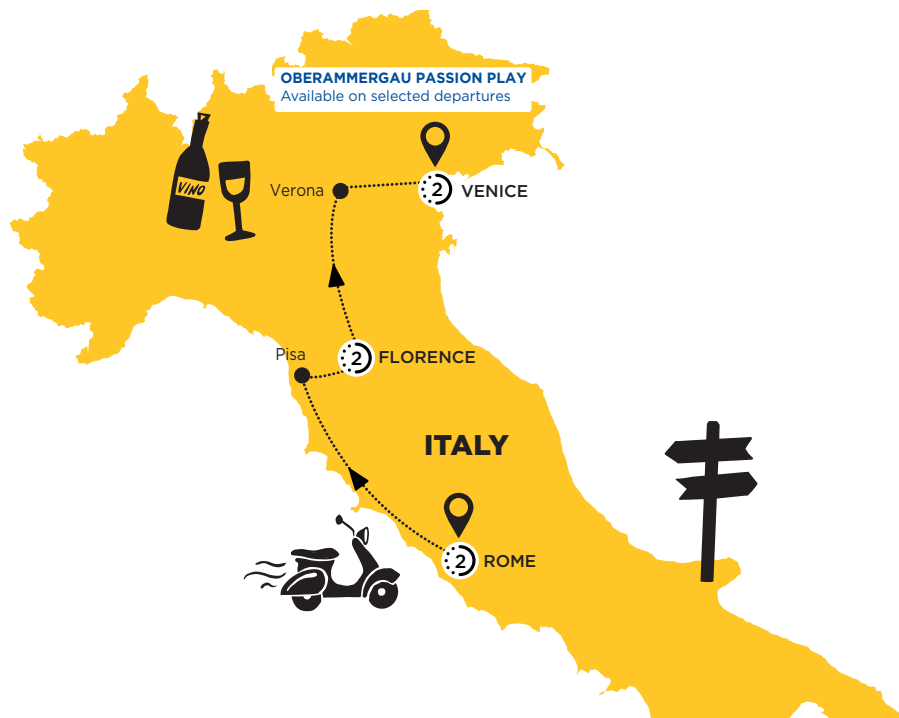 OBERAMMERGAU PASSION PLAY
Available on selected departures
VINO
Verona
2 VENICE
Pisa
2 FLORENCE
ITALY
2 ROME